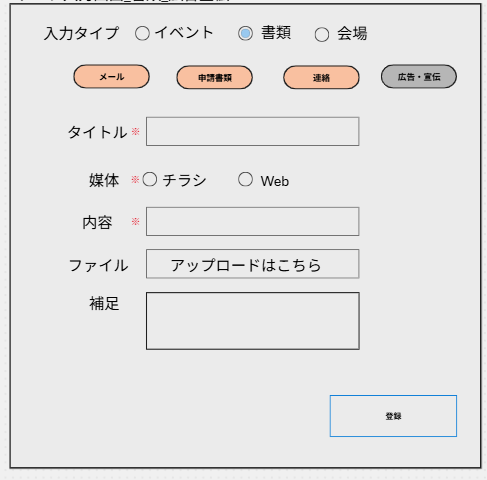 入力タイプ ○ イベント ◉ 書類 ○ 会場
メール 申請書類 連絡 広告・宣伝
タイトル ※
媒体 ※ ○ チラシ ○ Web
内容 ※
ファイル アップロードはこちら
補足
登録